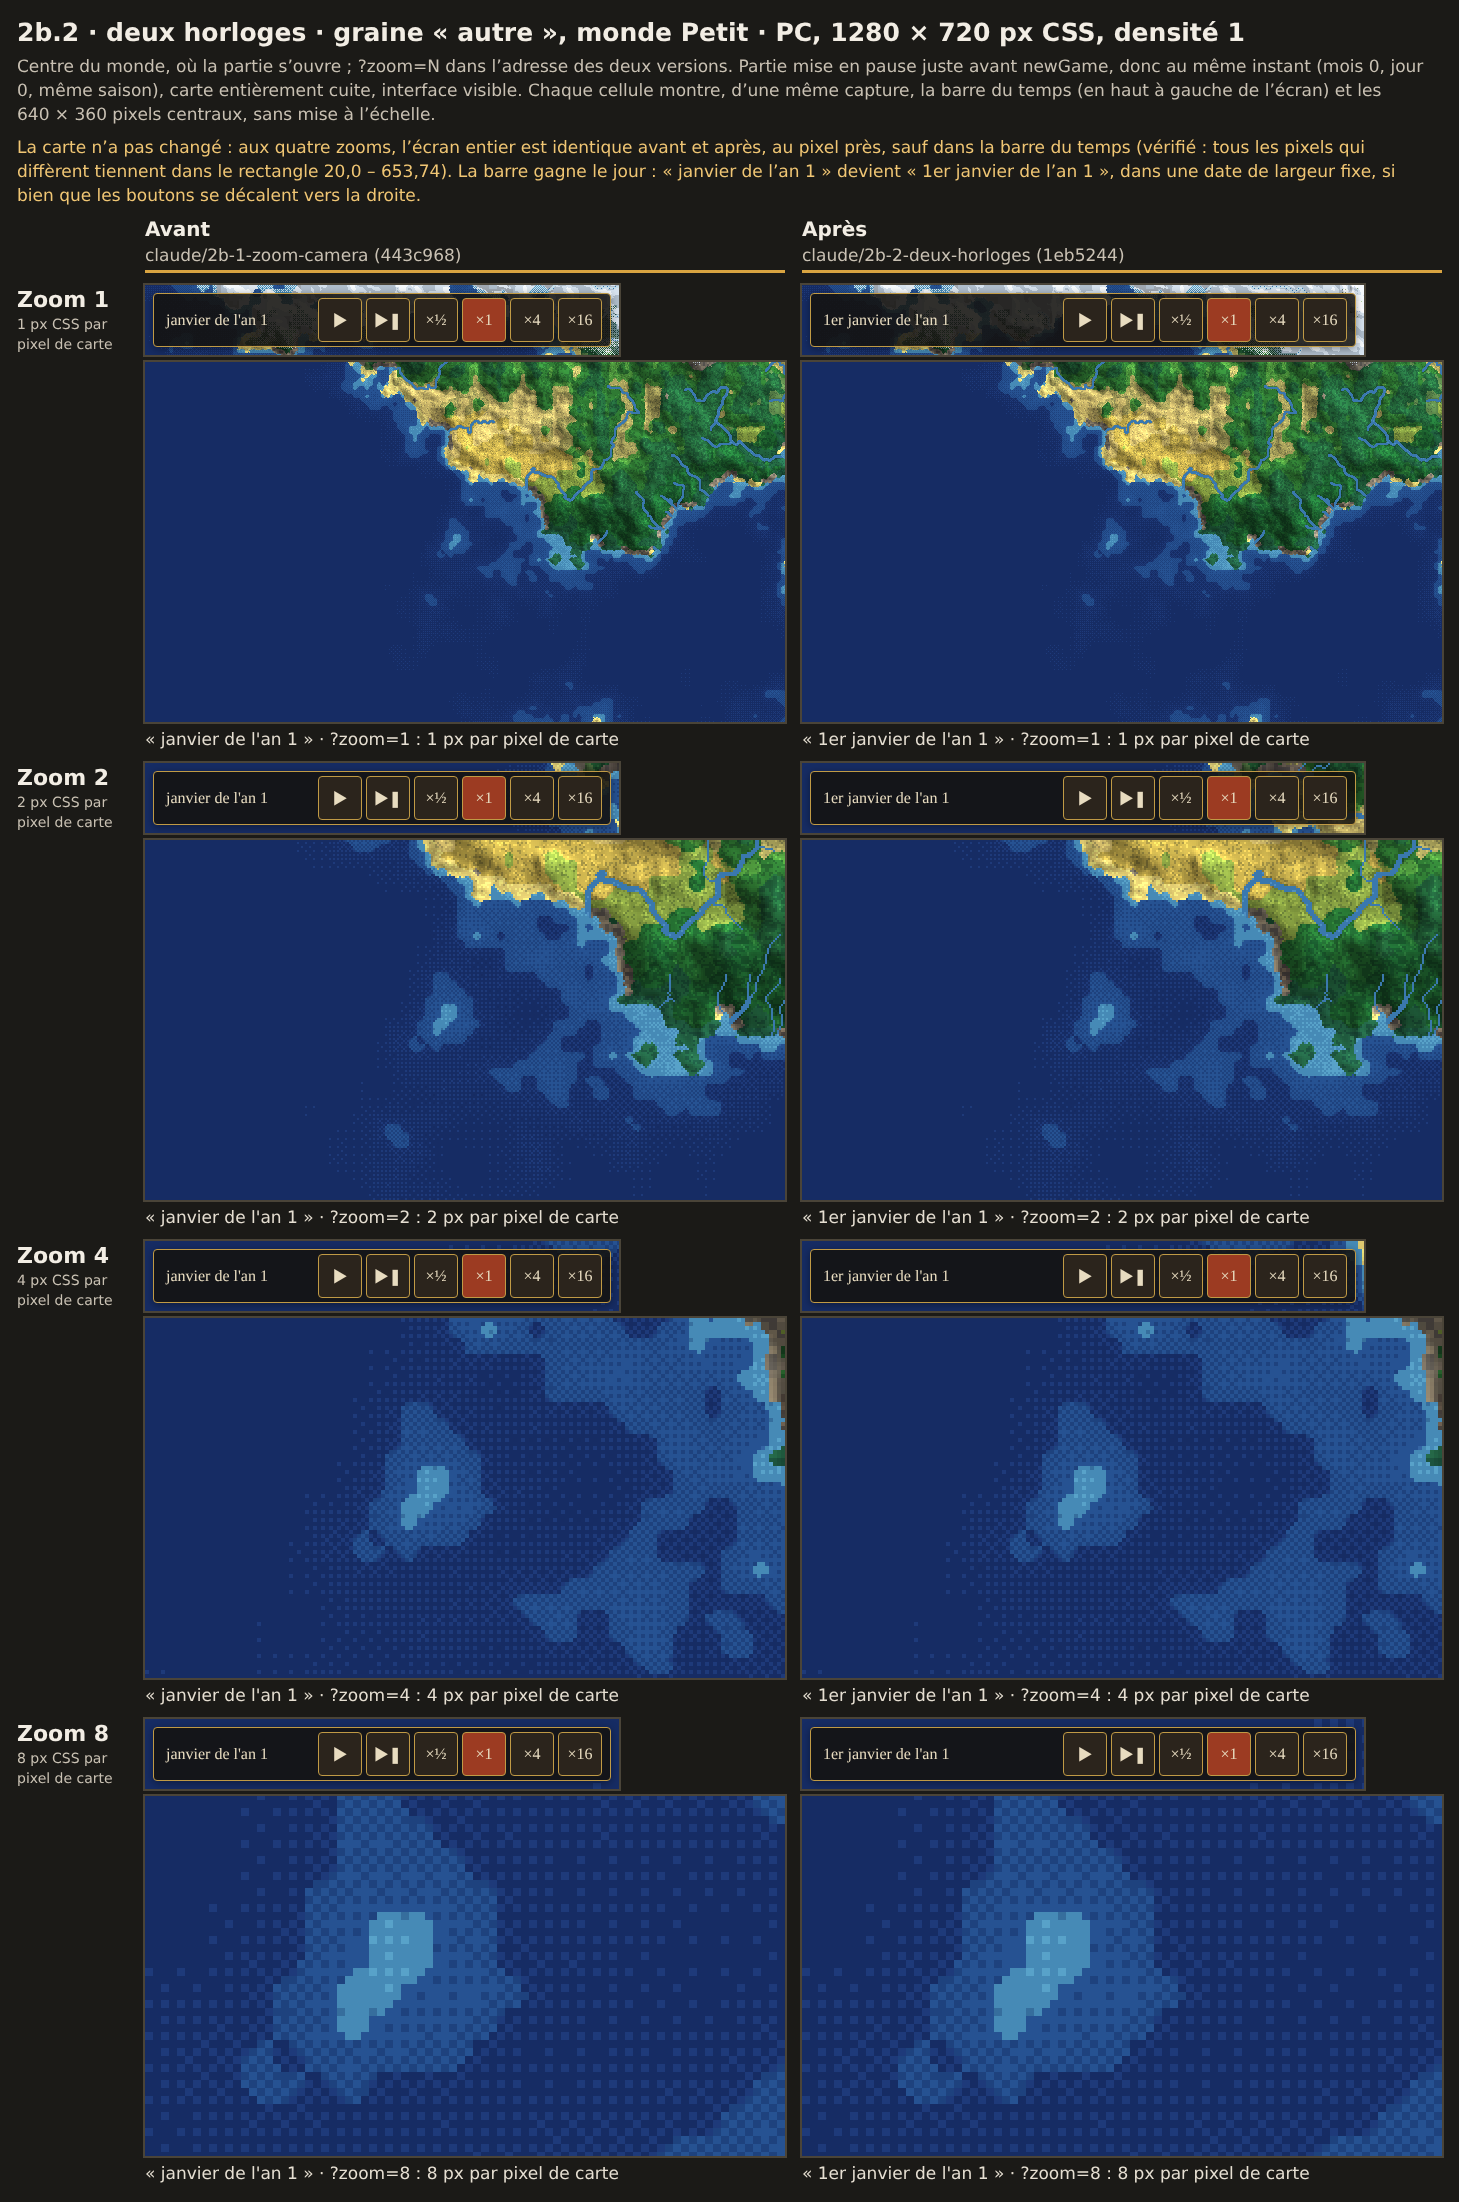 2b.2 · deux horloges · graine « autre », monde Petit · PC, 1280 × 720 px CSS, densité 1
Centre du monde, où la partie s’ouvre ; ?zoom=N dans l’adresse des deux versions. Partie mise en pause juste avant newGame, donc au même instant (mois 0, jour
0, même saison), carte entièrement cuite, interface visible. Chaque cellule montre, d’une même capture, la barre du temps (en haut à gauche de l’écran) et les
640 × 360 pixels centraux, sans mise à l’échelle.
La carte n’a pas changé : aux quatre zooms, l’écran entier est identique avant et après, au pixel près, sauf dans la barre du temps (vérifié : tous les pixels qui
diffèrent tiennent dans le rectangle 20,0 – 653,74). La barre gagne le jour : « janvier de l’an 1 » devient « 1er janvier de l’an 1 », dans une date de largeur fixe, si
bien que les boutons se décalent vers la droite.
Avant
claude/2b-1-zoom-camera (443c968)
Après
claude/2b-2-deux-horloges (1eb5244)
Zoom 1
1 px CSS par
pixel de carte
janvier de l'an 1 ×½ ×1 ×4 ×16
1er janvier de l'an 1 ×½ ×1 ×4 ×16
« janvier de l'an 1 » · ?zoom=1 : 1 px par pixel de carte
« 1er janvier de l'an 1 » · ?zoom=1 : 1 px par pixel de carte
Zoom 2
2 px CSS par
pixel de carte
janvier de l'an 1 ×½ ×1 ×4 ×16
1er janvier de l'an 1 ×½ ×1 ×4 ×16
« janvier de l'an 1 » · ?zoom=2 : 2 px par pixel de carte
« 1er janvier de l'an 1 » · ?zoom=2 : 2 px par pixel de carte
Zoom 4
4 px CSS par
pixel de carte
janvier de l'an 1 ×½ ×1 ×4 ×16
1er janvier de l'an 1 ×½ ×1 ×4 ×16
« janvier de l'an 1 » · ?zoom=4 : 4 px par pixel de carte
« 1er janvier de l'an 1 » · ?zoom=4 : 4 px par pixel de carte
Zoom 8
8 px CSS par
pixel de carte
janvier de l'an 1 ×½ ×1 ×4 ×16
1er janvier de l'an 1 ×½ ×1 ×4 ×16
« janvier de l'an 1 » · ?zoom=8 : 8 px par pixel de carte
« 1er janvier de l'an 1 » · ?zoom=8 : 8 px par pixel de carte